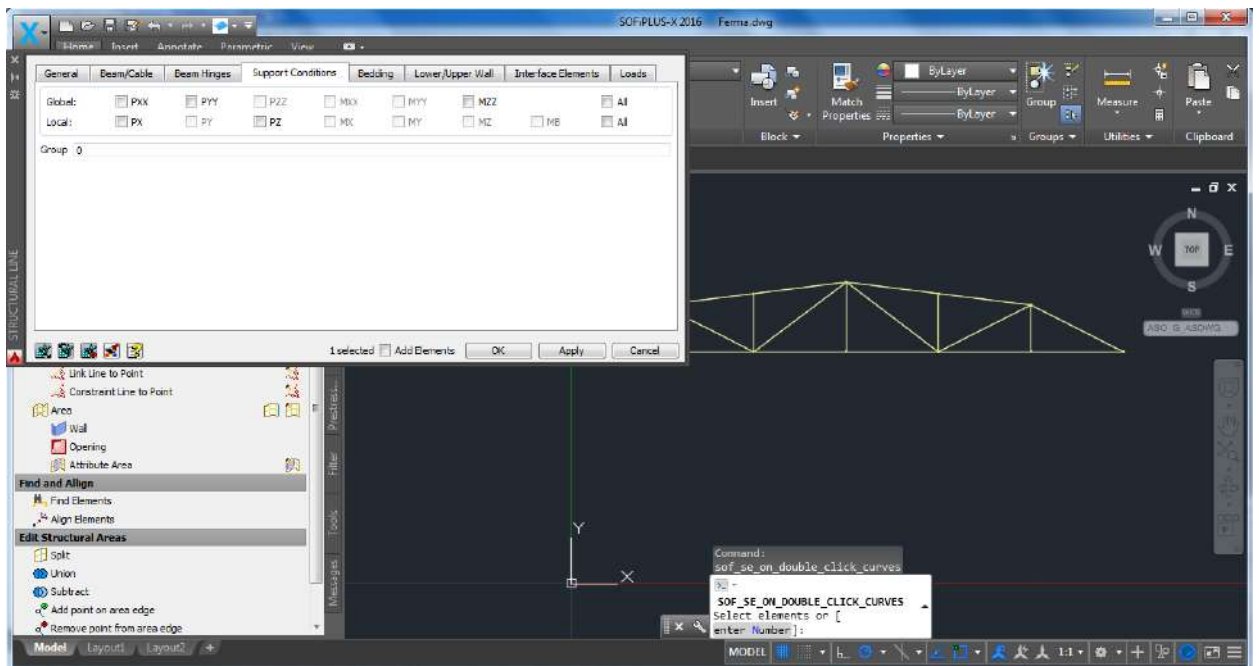 SOFiPLUS-X 2016 Ferma.dwg
Home Insert Annotate Parametric View
General Beam/Cable Beam Hinges Support Conditions Bedding Lower/Upper Wall Interface Elements Loads
Global: PXX PYY PZZ MXX MYY MZZ All
Local: PX PY PZ MX MY MZ MB All
Group 0
STRUCTURAL LINE
1 selected Add Elements OK Apply Cancel
Insert
Match
Properties
ByLayer
ByLayer
ByLayer
Group
Measure
Paste
Block Properties Groups Utilities Clipboard
N
W TOP E
S
Link Line to Point
Constraint Line to Point
Area
Wall
Opening
Attribute Area
Find and Allign
Find Elements
Align Elements
Edit Structural Areas
Split
Union
Subtract
Add point on area edge
Remove point from area edge
Prestress...
Filter
Tools
Messages
Y
X
Command:
sof_se_on_double_click_curves
SOF_SE_ON_DOUBLE_CLICK_CURVES
Select elements or [
enter Number]:
Model Layout1 Layout2 +
MODEL 1:1